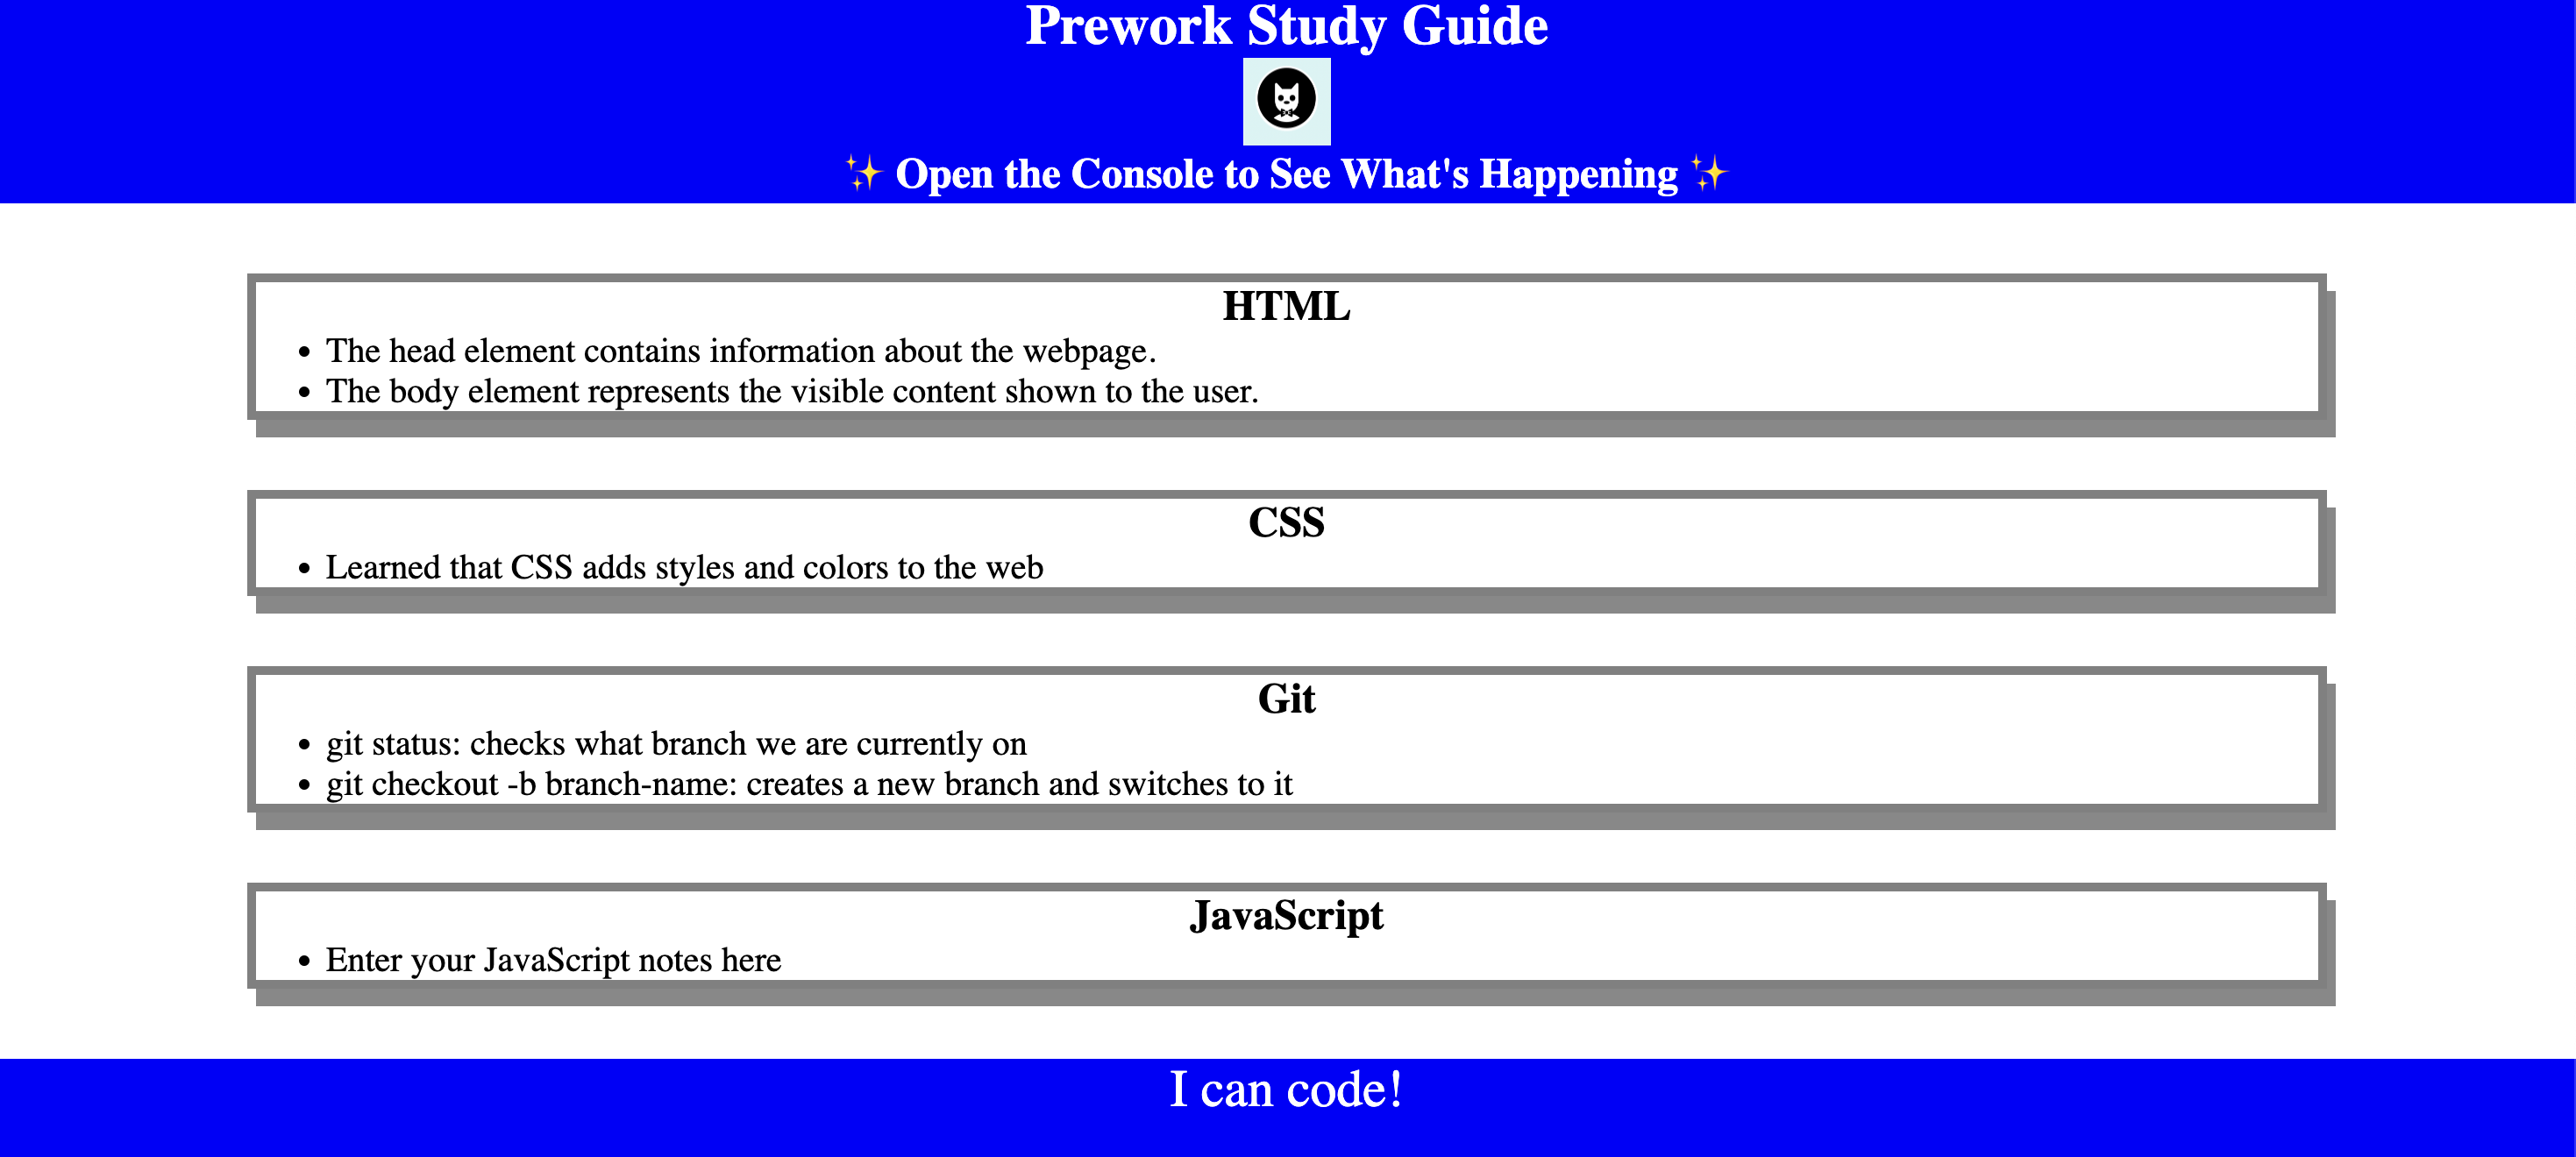 Prework Study Guide
✨ Open the Console to See What's Happening ✨
HTML
• The head element contains information about the webpage.
• The body element represents the visible content shown to the user.
CSS
• Learned that CSS adds styles and colors to the web
Git
• git status: checks what branch we are currently on
• git checkout -b branch-name: creates a new branch and switches to it
JavaScript
• Enter your JavaScript notes here
I can code!